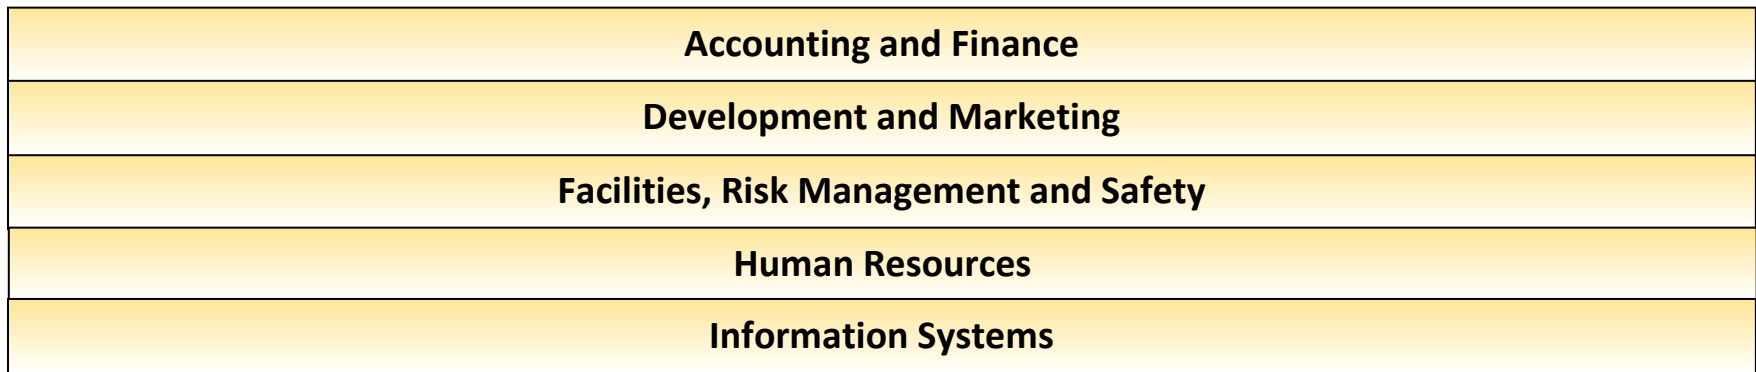 Accounting and Finance
Development and Marketing
Facilities, Risk Management and Safety
Human Resources
Information Systems